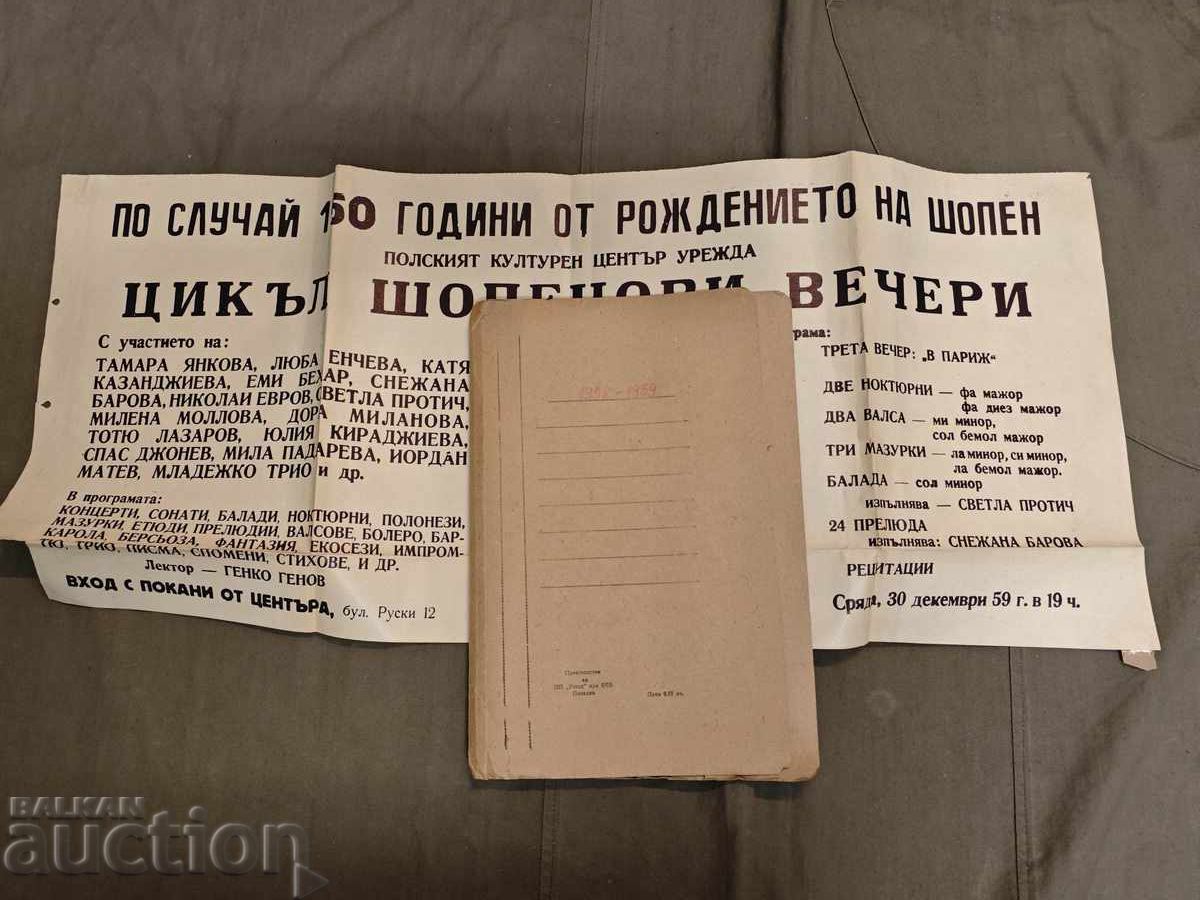 ПО СЛУЧАЙ 150 ГОДИНИ ОТ РОЖДЕНИЕТО НА ШОПЕН
ПОЛСКИЯТ КУЛТУРЕН ЦЕНТЪР УРЕЖДА
ЦИКЪЛ ШОПЕНОВИ ВЕЧЕРИ
С участието на:
ТАМАРА ЯНКОВА, ЛЮБА ЕНЧЕВА, КАТЯ
КАЗАНДЖИЕВА, ЕМИ БЕХАР, СНЕЖАНА
БАРОВА, НИКОЛАИ ЕВРОВ, СВЕТЛА ПРОТИЧ,
МИЛЕНА МОЛЛОВА, ДОРА МИЛАНОВА,
ТОТЮ ЛАЗАРОВ, ЮЛИЯ КИРАДЖИЕВА,
СПАС ДЖОНЕВ, МИЛА ПАДАРЕВА, ИОРДАН
МАТЕВ, МЛАДЕЖКО ТРИО и др.
В програмата:
КОНЦЕРТИ, СОНАТИ, БАЛАДИ, НОКТЮРНИ, ПОЛОНЕЗИ,
МАЗУРКИ, ЕТЮДИ, ПРЕЛЮДИИ, ВАЛСОВЕ, БОЛЕРО, БАР-
КАРОЛА, БЕРСЬОЗА, ФАНТАЗИЯ, ЕКОСЕЗИ, ИМПРОМ-
ТЮ, ТРИО, ПИСМА, СПОМЕНИ, СТИХОВЕ, И ДР.
Лектор — ГЕНКО ГЕНОВ
ВХОД С ПОКАНИ ОТ ЦЕНТЪРА, бул. Руски 12
грама:
ТРЕТА ВЕЧЕР: „В ПАРИЖ“
ДВЕ НОКТЮРНИ — фа мажор
фа диез мажор
ДВА ВАЛСА — ми минор,
сол бемол мажор
ТРИ МАЗУРКИ — ла минор, си минор,
ла бемол мажор.
БАЛАДА — сол минор
изпълнява — СВЕТЛА ПРОТИЧ
24 ПРЕЛЮДА
изпълнява: СНЕЖАНА БАРОВА
РЕЦИТАЦИИ
Сряда, 30 декември 59 г. в 19 ч.
1959
Цена
BALKAN
auction